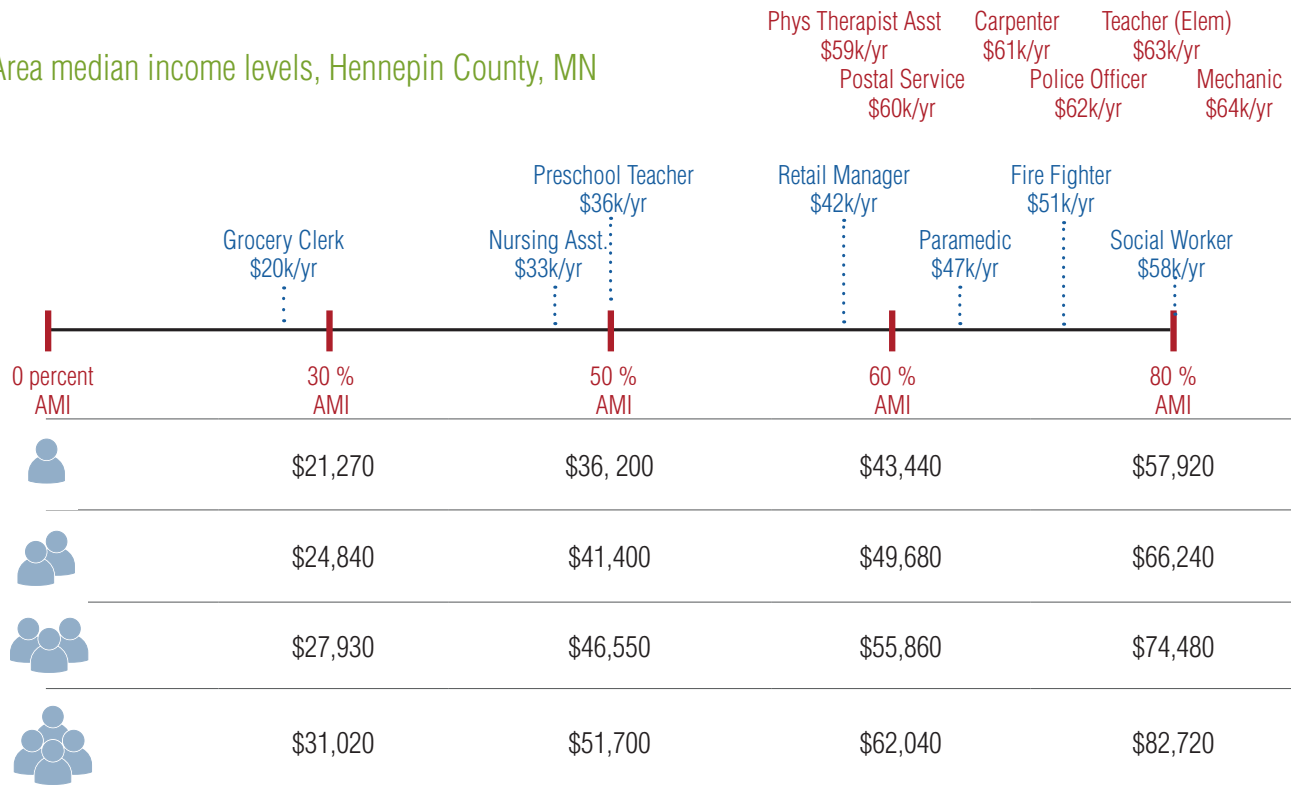 Phys Therapist Asst Carpenter Teacher (Elem)
$59k/yr $61k/yr $63k/yr
Area median income levels, Hennepin County, MN
Postal Service Police Officer Mechanic
$60k/yr $62k/yr $64k/yr
Preschool Teacher Retail Manager Fire Fighter
$36k/yr $42k/yr $51k/yr
Grocery Clerk Nursing Asst. Paramedic Social Worker
$20k/yr $33k/yr $47k/yr $58k/yr
0 percent 30 % 50 % 60 % 80 %
AMI AMI AMI AMI AMI
$21,270 $36, 200 $43,440 $57,920
$24,840 $41,400 $49,680 $66,240
$27,930 $46,550 $55,860 $74,480
$31,020 $51,700 $62,040 $82,720